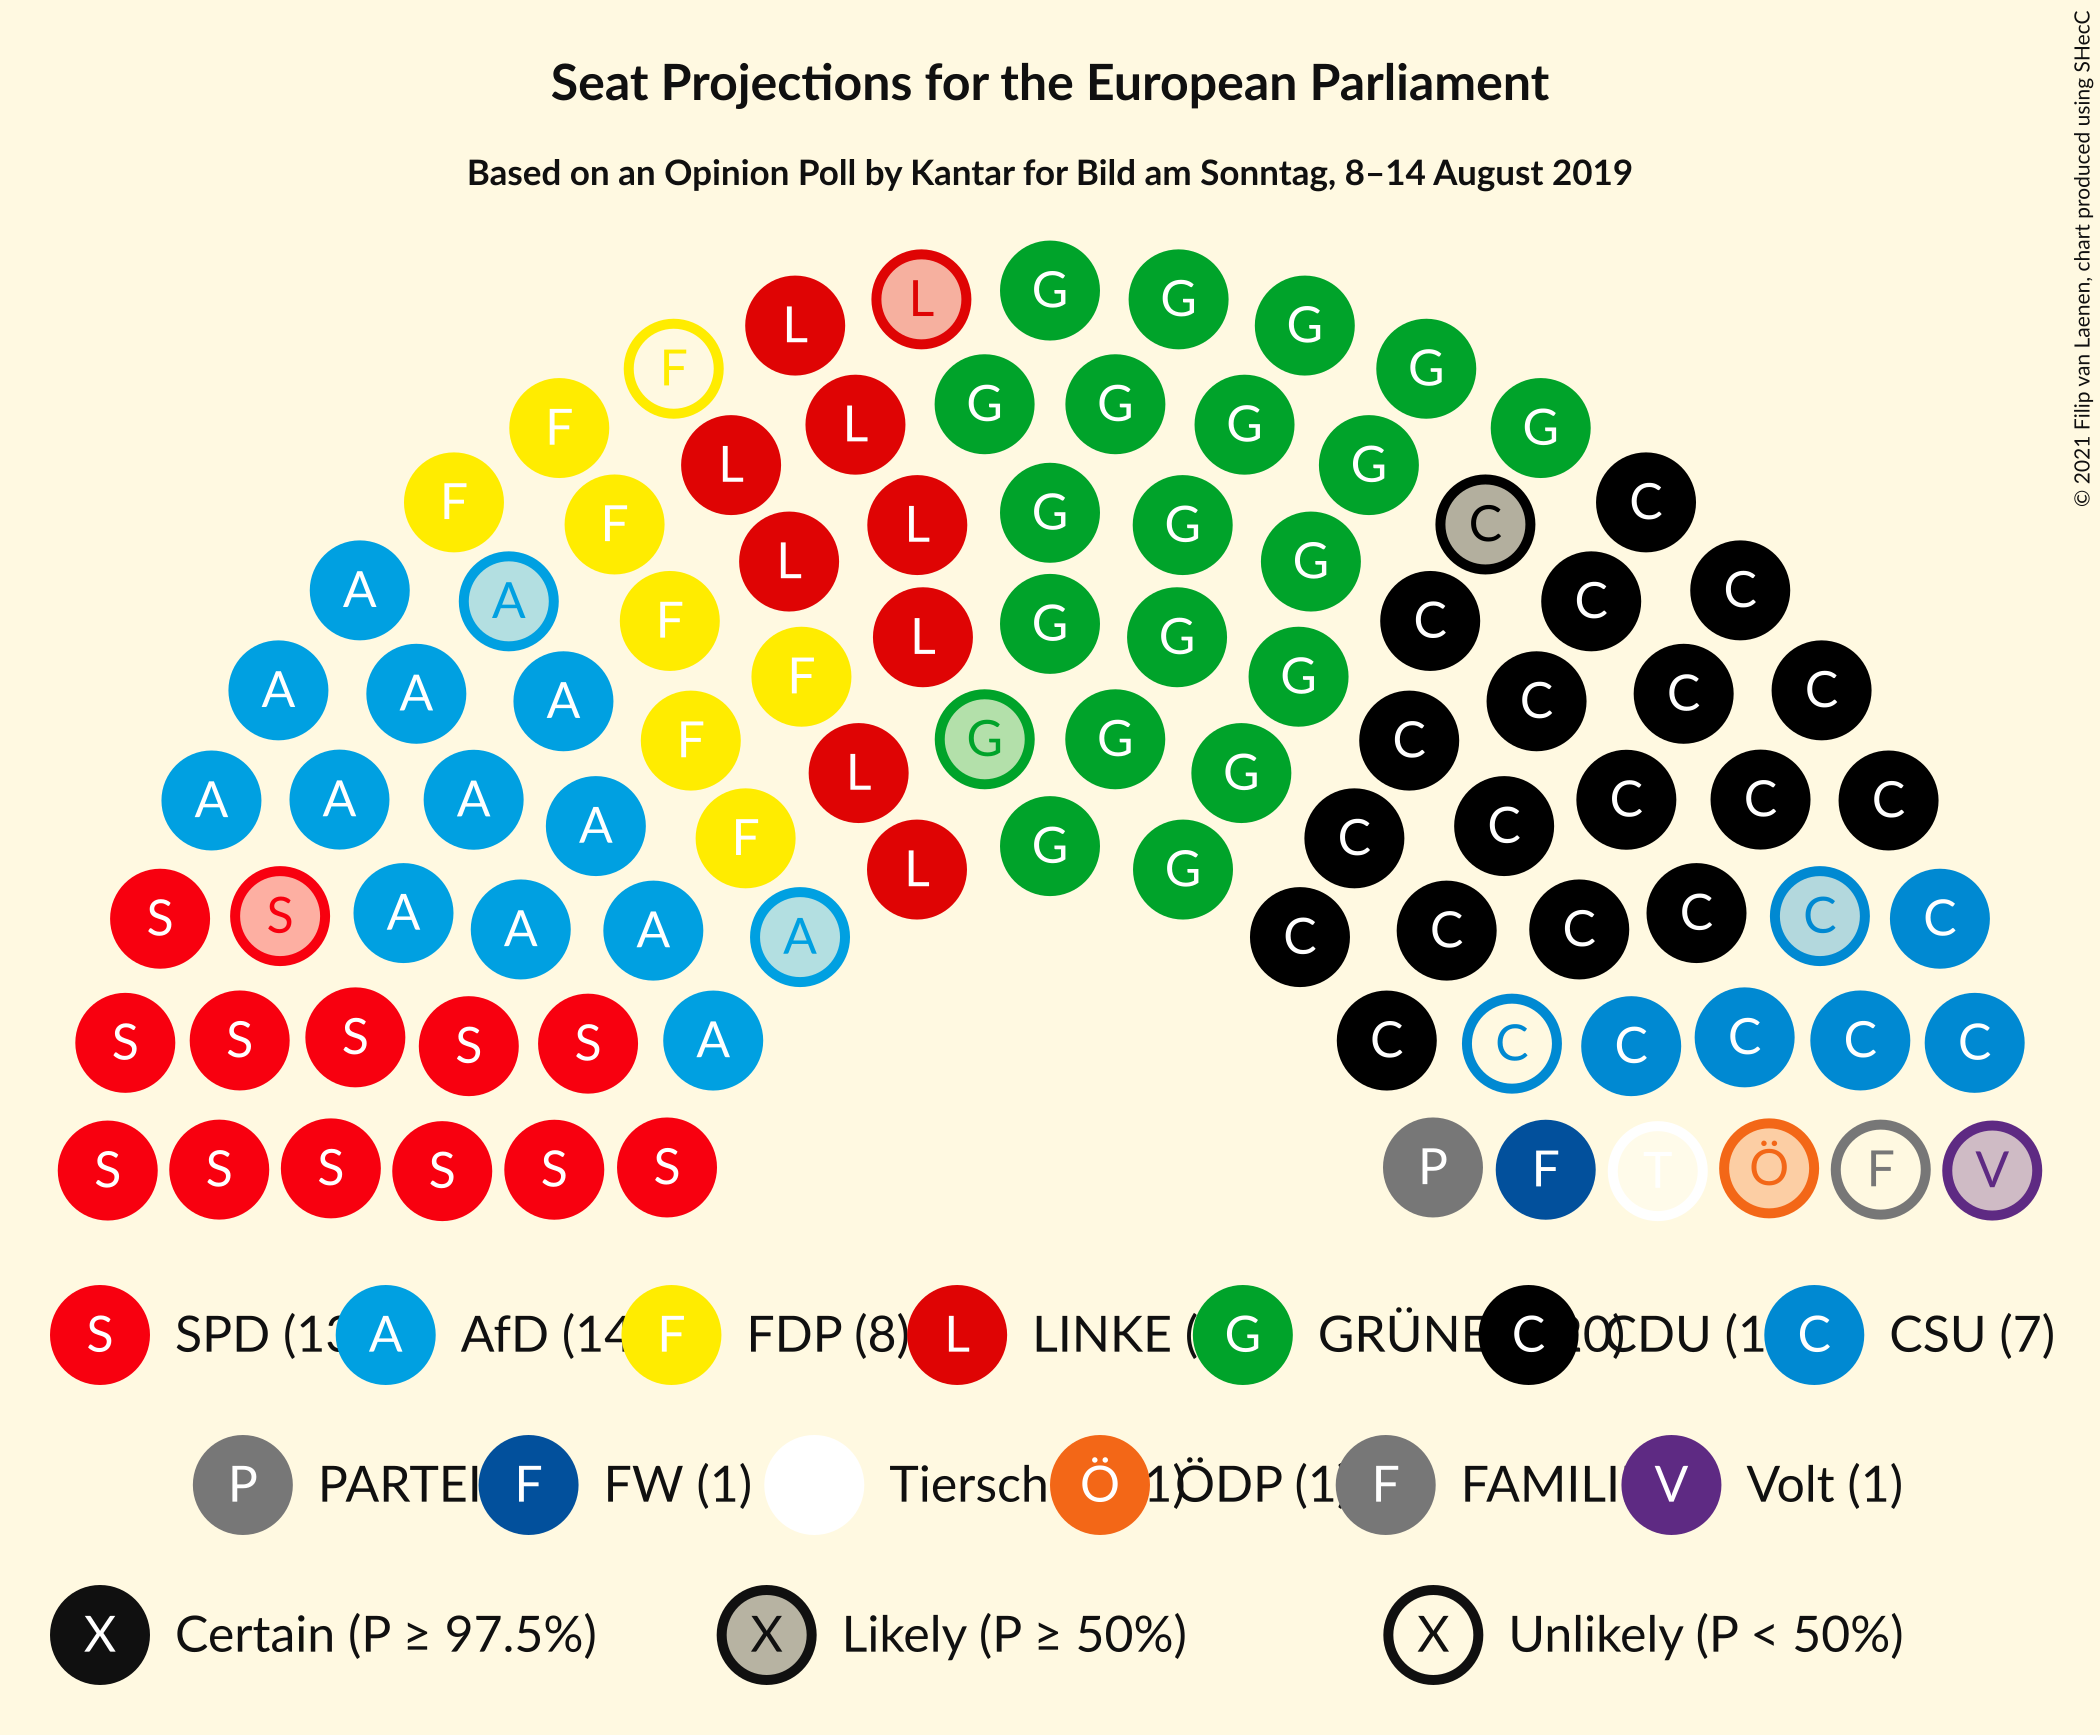 Seat Projections for the European Parliament
Based on an Opinion Poll by Kantar for Bild am Sonntag, 8–14 August 2019
© 2021 Filip van Laenen, chart produced using SHecC
L L G G G
F L G G G G
F L L G G G G
F F L L G G G C C
A A F L G G G C C C
A A A F F L G G G C C C C
A A A A F L G G C C C C C
S S A A A A L G C C C C C C
S S S S S A C C C C C C
S S S S S S P F T Ö F V
S SPD (13 A AfD (14 F FDP (8) L LINKE ( G GRÜNE C 20) CDU (1 C CSU (7)
P PARTEI F FW (1) Tiersch Ö 1) ÖDP (1 F FAMILI V Volt (1)
X Certain (P ≥ 97.5%) X Likely (P ≥ 50%) X Unlikely (P < 50%)